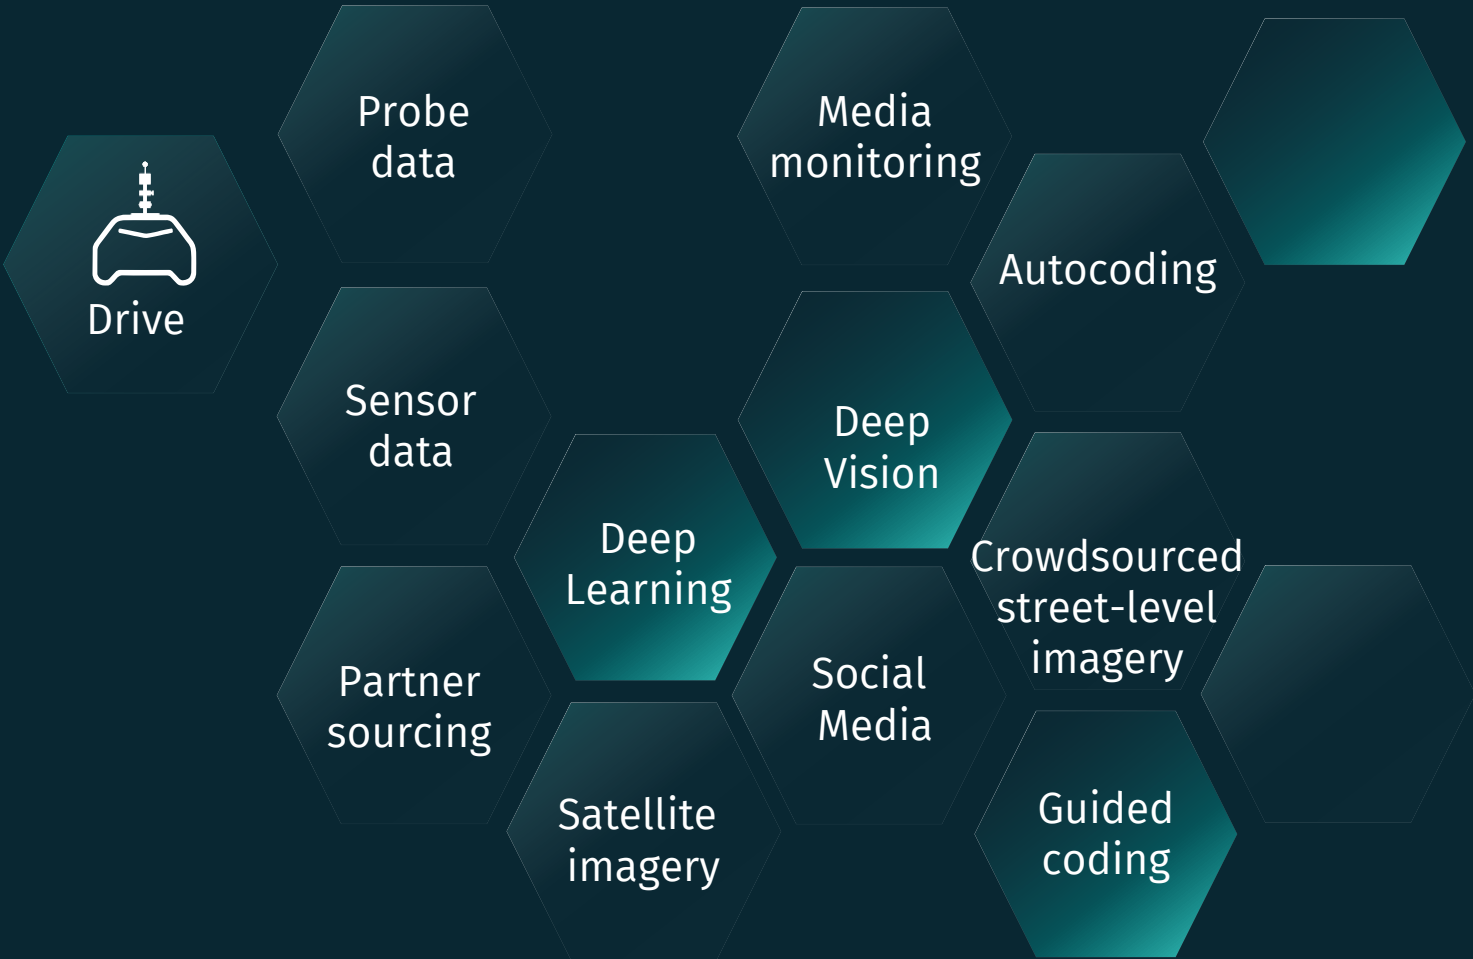 Probe
data
Media
monitoring
Autocoding
Drive
Sensor
data
Deep
Vision
Deep
Learning
Crowdsourced
street-level
imagery
Partner
sourcing
Social
Media
Satellite
imagery
Guided
coding